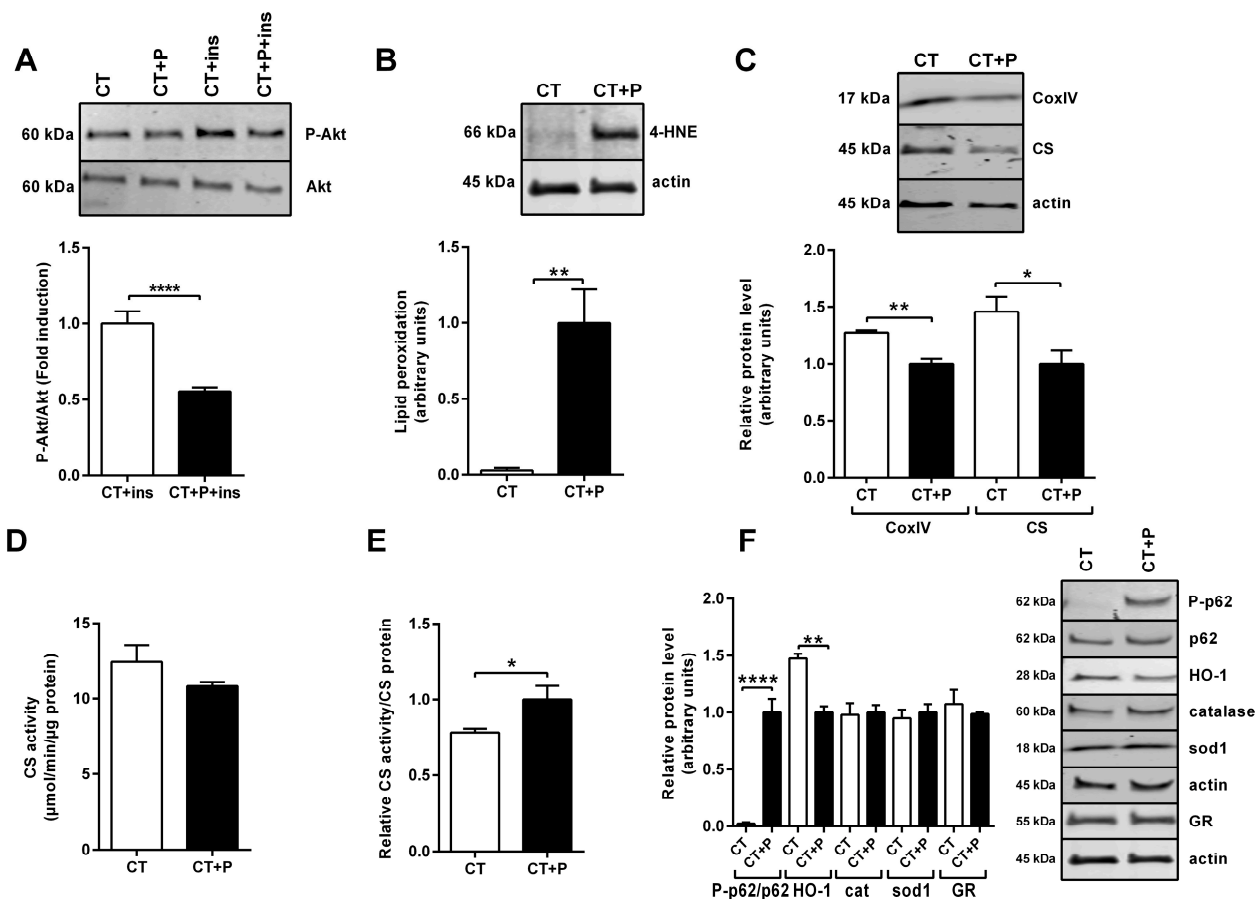 A
CT
CT+P
CT+ins
CT+P+ins
60 kDa
P-Akt
60 kDa
Akt
P-Akt/Akt (Fold induction)
1.5
1.0
0.5
0.0
****
CT+ins
CT+P+ins
B
CT
CT+P
66 kDa
4-HNE
45 kDa
actin
Lipid peroxidation
(arbitrary units)
1.5
1.0
0.5
0.0
**
CT
CT+P
C
CT
CT+P
17 kDa
CoxIV
45 kDa
CS
45 kDa
actin
Relative protein level
(arbitrary units)
2.0
1.5
1.0
0.5
0.0
**
*
CT
CT+P
CT
CT+P
CoxIV
CS
D
CS activity
(µmol/min/µg protein)
15
10
5
0
CT
CT+P
E
Relative CS activity/CS protein
1.5
1.0
0.5
0.0
*
CT
CT+P
F
Relative protein level
(arbitrary units)
2.0
1.5
1.0
0.5
0.0
****
**
CT
CT+P
CT
CT+P
CT
CT+P
CT
CT+P
CT
CT+P
P-p62/p62
HO-1
cat
sod1
GR
CT
CT+P
62 kDa
P-p62
62 kDa
p62
28 kDa
HO-1
60 kDa
catalase
18 kDa
sod1
45 kDa
actin
55 kDa
GR
45 kDa
actin